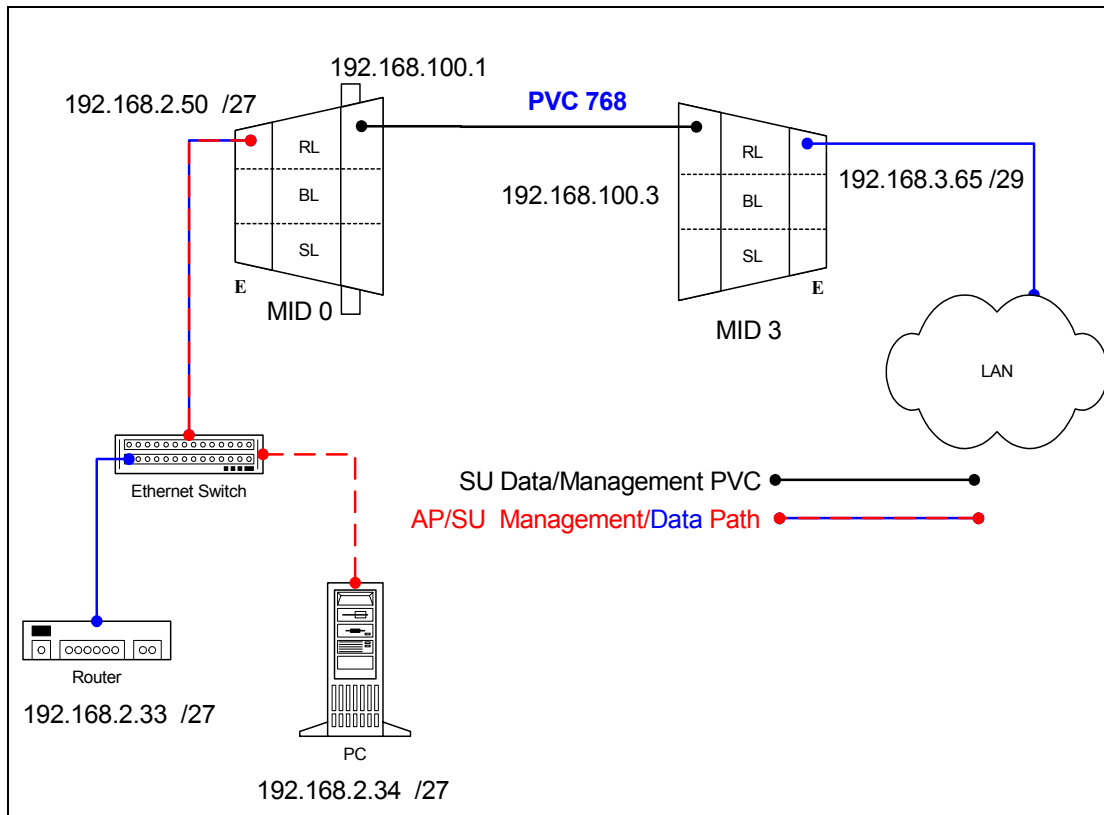 192.168.100.1
192.168.2.50 /27
PVC 768
RL
BL
SL
E
MID 0
192.168.100.3
RL
BL
SL
192.168.3.65 /29
E
MID 3
LAN
Ethernet Switch
SU Data/Management PVC
AP/SU Management/Data Path
Router
192.168.2.33 /27
PC
192.168.2.34 /27